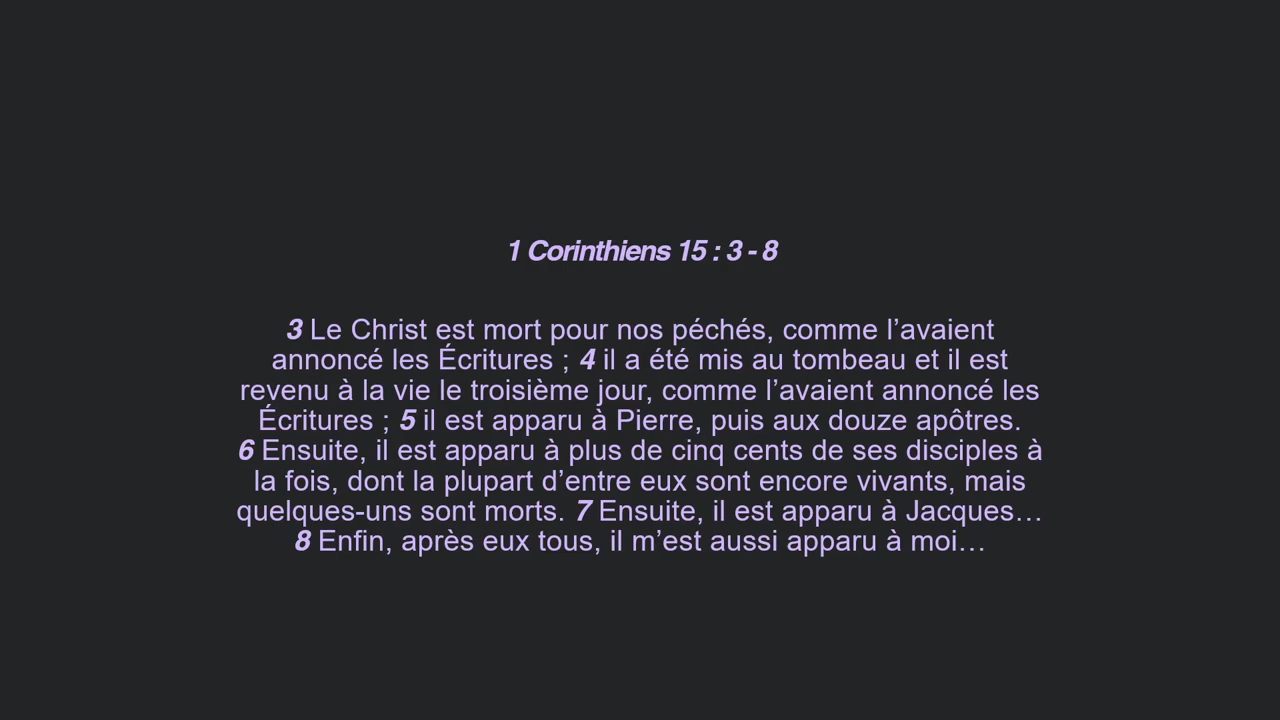 1 Corinthiens 15 : 3 - 8
3 Le Christ est mort pour nos péchés, comme l’avaient
annoncé les Écritures ; 4 il a été mis au tombeau et il est
revenu à la vie le troisième jour, comme l’avaient annoncé les
Écritures ; 5 il est apparu à Pierre, puis aux douze apôtres.
6 Ensuite, il est apparu à plus de cinq cents de ses disciples à
la fois, dont la plupart d’entre eux sont encore vivants, mais
quelques-uns sont morts. 7 Ensuite, il est apparu à Jacques…
8 Enfin, après eux tous, il m’est aussi apparu à moi…